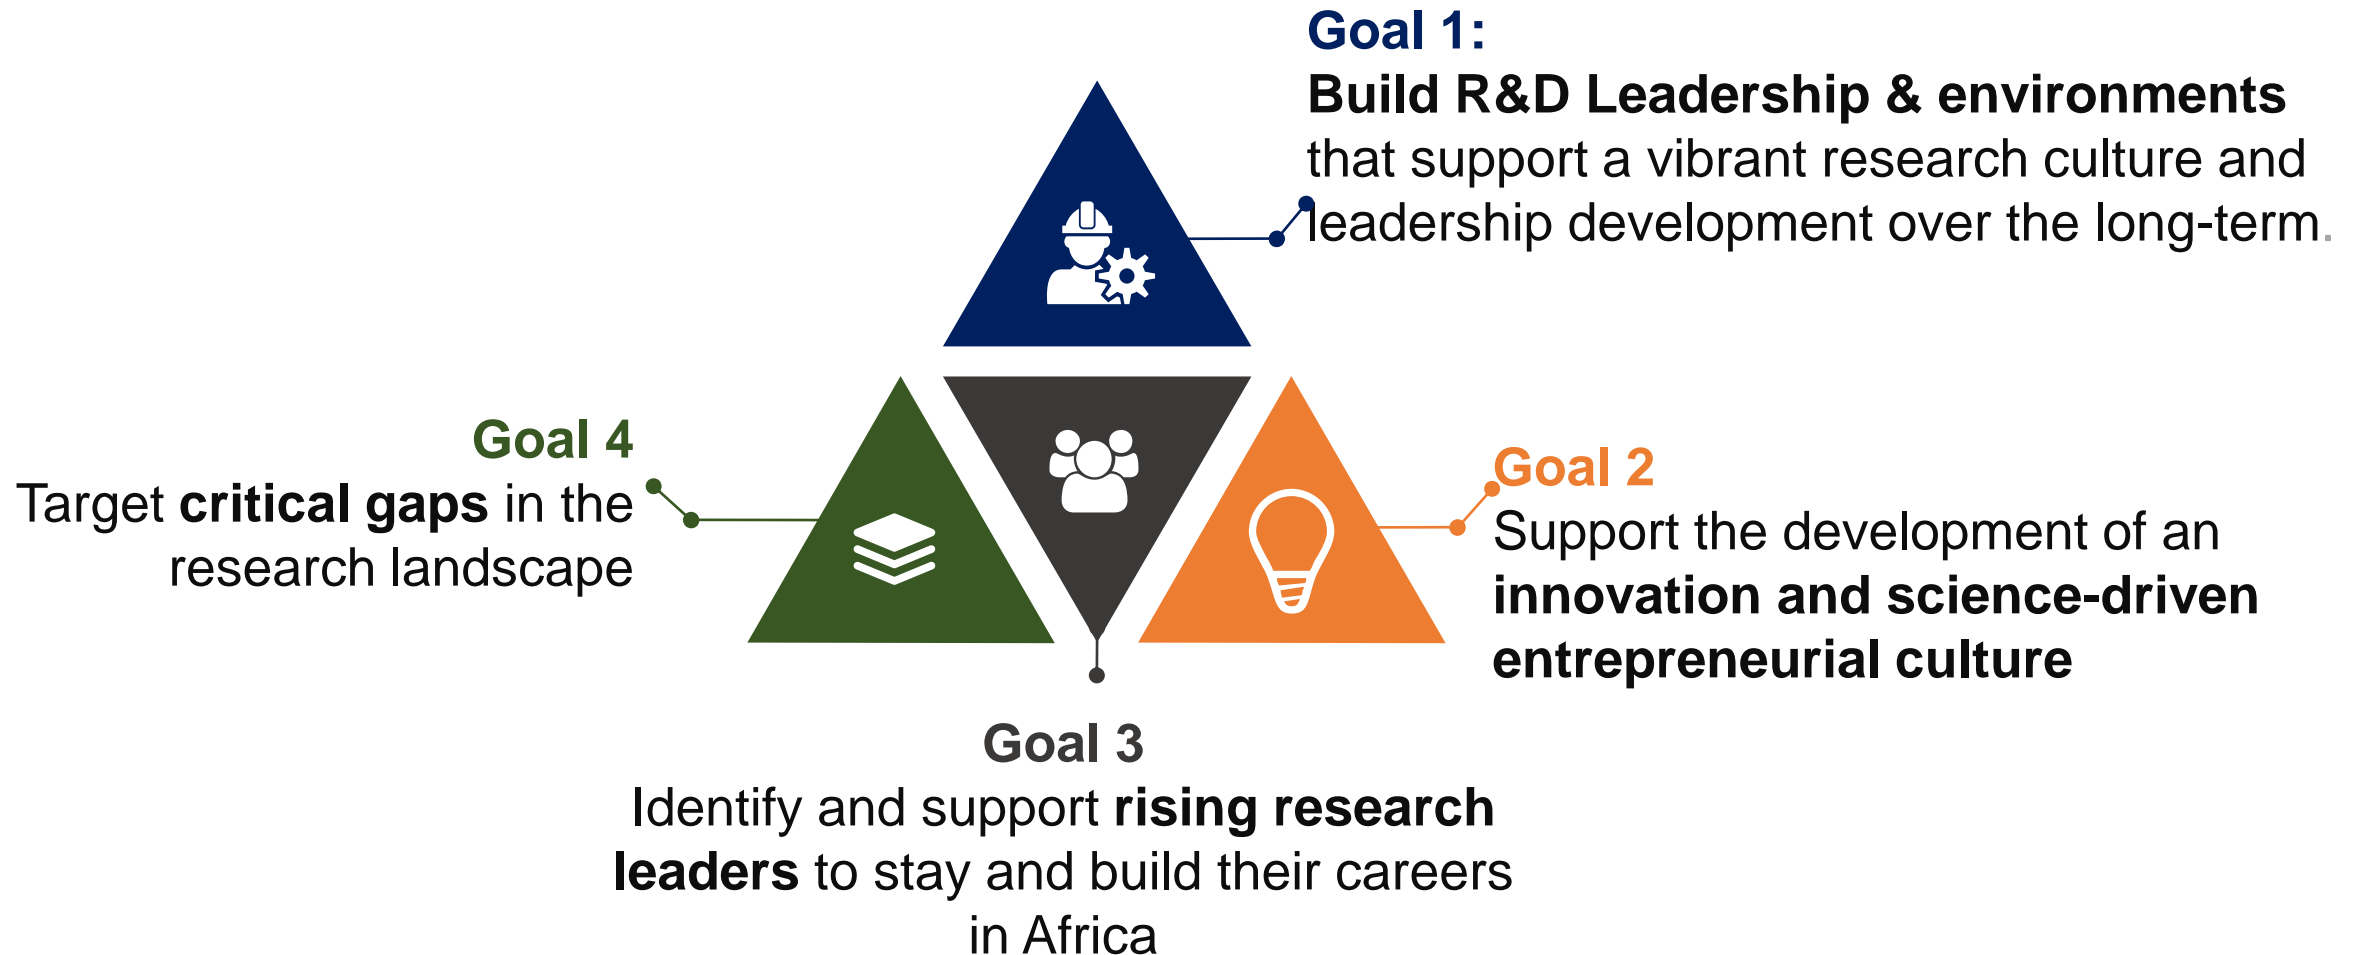 Goal 1:
Build R&D Leadership & environments
that support a vibrant research culture and
leadership development over the long-term.
Goal 4
Target critical gaps in the
research landscape
Goal 2
Support the development of an
innovation and science-driven
entrepreneurial culture
Goal 3
Identify and support rising research
leaders to stay and build their careers
in Africa